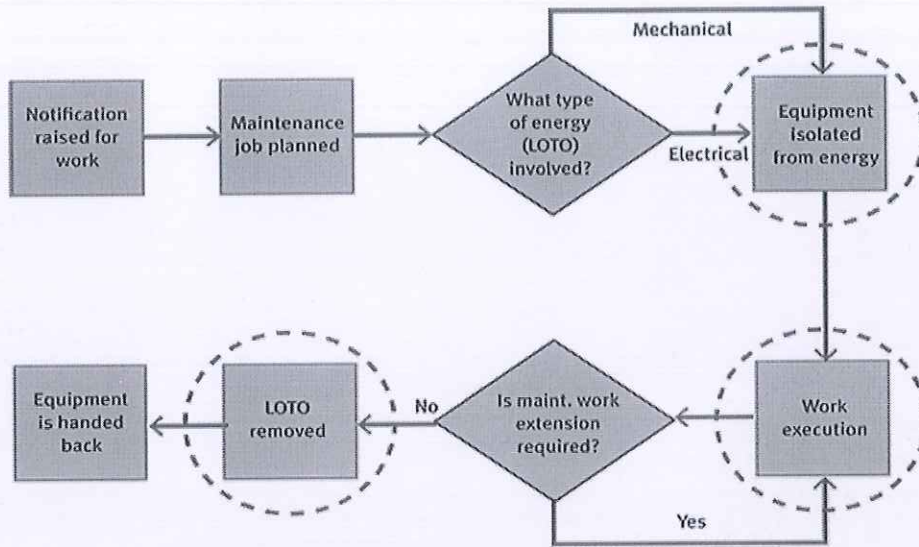 Mechanical
Notification
raised for
work
Maintenance
job planned
What type
of energy
(LOTO)
involved?
Electrical
Equipment
isolated
from energy
Equipment
is handed
back
LOTO
removed
No
Is maint. work
extension
required?
Work
execution
Yes